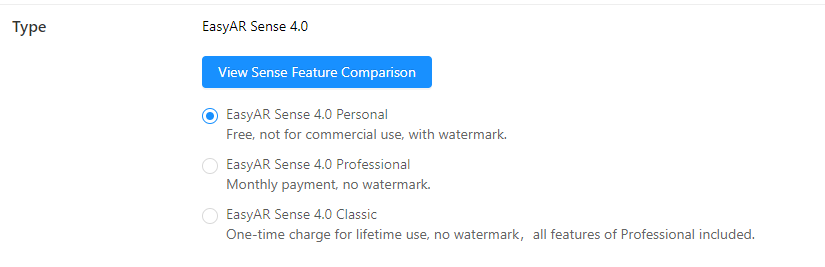 Type
EasyAR Sense 4.0
View Sense Feature Comparison
EasyAR Sense 4.0 Personal
Free, not for commercial use, with watermark.
EasyAR Sense 4.0 Professional
Monthly payment, no watermark.
EasyAR Sense 4.0 Classic
One-time charge for lifetime use, no watermark，all features of Professional included.